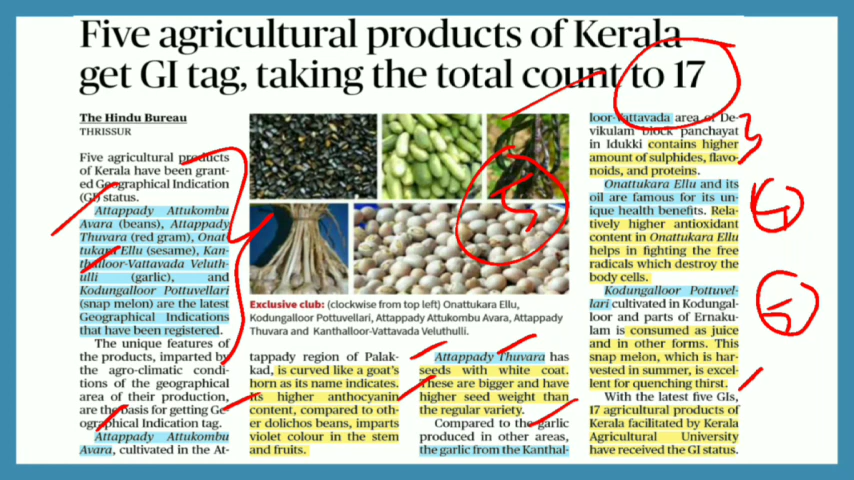 Five agricultural products of Kerala
get GI tag, taking the total count to 17
The Hindu Bureau
THRISSUR
Five agricultural products
of Kerala have been grant-
ed Geographical Indication
(GI) status.
Attappady Attukombu
Avara (beans), Attappady
Thuvara (red gram), Onat-
tukara Ellu (sesame), Kan-
thalloor-Vattavada Veluth-
ulli (garlic), and
Kodungalloor Pottuvellari
(snap melon) are the latest
Geographical Indications
that have been registered.
The unique features of
the products, imparted by
the agro-climatic condi-
tions of the geographical
area of their production,
are the basis for getting Ge-
ographical Indication tag.
Attappady Attukombu
Avara, cultivated in the At-
Exclusive club: (clockwise from top left) Onattukara Ellu,
Kodungalloor Pottuvellari, Attappady Attukombu Avara, Attappady
Thuvara and Kanthalloor-Vattavada Veluthulli.
tappady region of Palak-
kad, is curved like a goat's
horn as its name indicates.
Its higher anthocyanin
content, compared to oth-
er dolichos beans, imparts
violet colour in the stem
and fruits.
Attappady Thuvara has
seeds with white coat.
These are bigger and have
higher seed weight than
the regular variety.
Compared to the garlic
produced in other areas,
the garlic from the Kanthal-
loor-Vattavada area of De-
vikulam block panchayat
in Idukki contains higher
amount of sulphides, flavo-
noids, and proteins.
Onattukara Ellu and its
oil are famous for its un-
ique health benefits. Rela-
tively higher antioxidant
content in Onattukara Ellu
helps in fighting the free
radicals which destroy the
body cells.
Kodungalloor Pottuvel-
lari cultivated in Kodungal-
loor and parts of Ernaku-
lam is consumed as juice
and in other forms. This
snap melon, which is har-
vested in summer, is excel-
lent for quenching thirst.
With the latest five GIs,
17 agricultural products of
Kerala facilitated by Kerala
Agricultural University
have received the GI status.
5
3